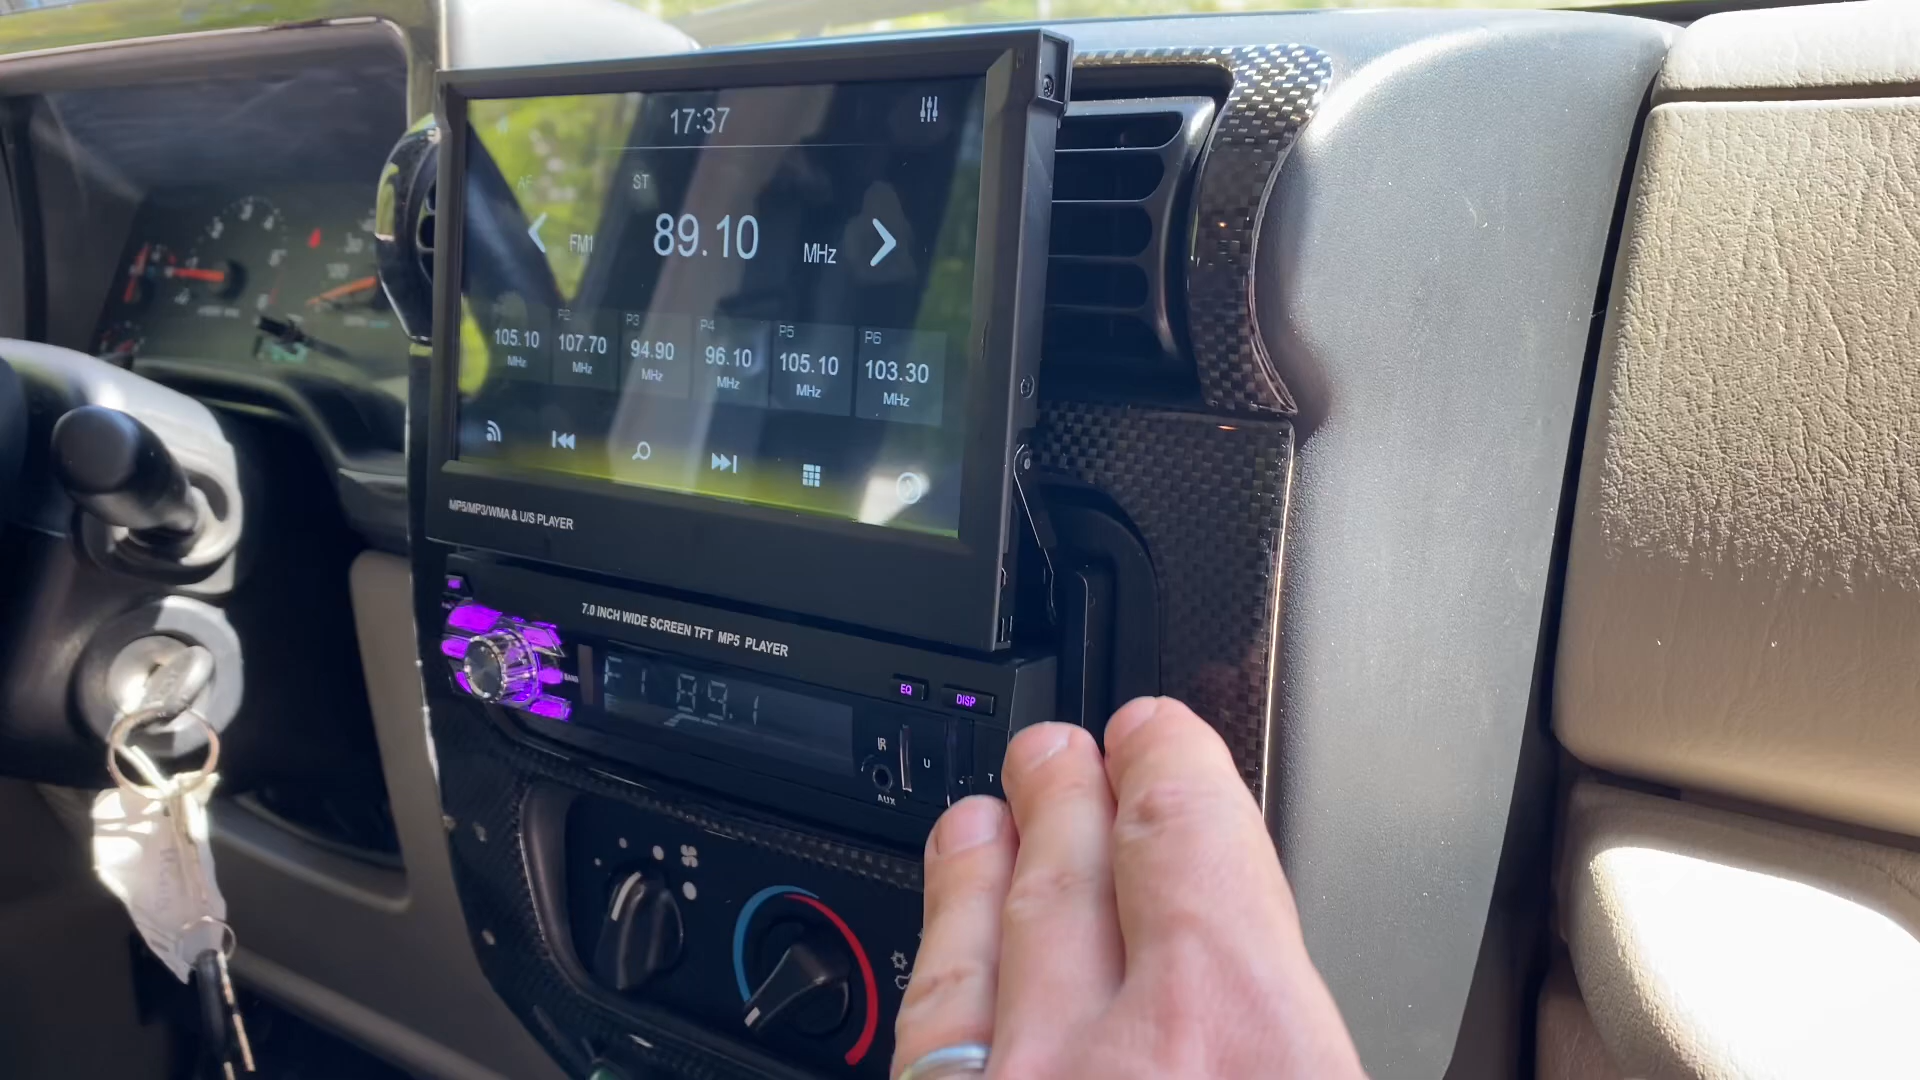 17:37
AF ST
FM1 89.10 MHz
P2 P3 P4 P5 P6
105.10 107.70 94.90 96.10 105.10 103.30
MHz MHz MHz MHz MHz MHz
MP5/MP3/WMA & U/S PLAYER
7.0 INCH WIDE SCREEN TFT MP5 PLAYER
BAND
F1 89.1
EQ DISP
IR U T
AUX